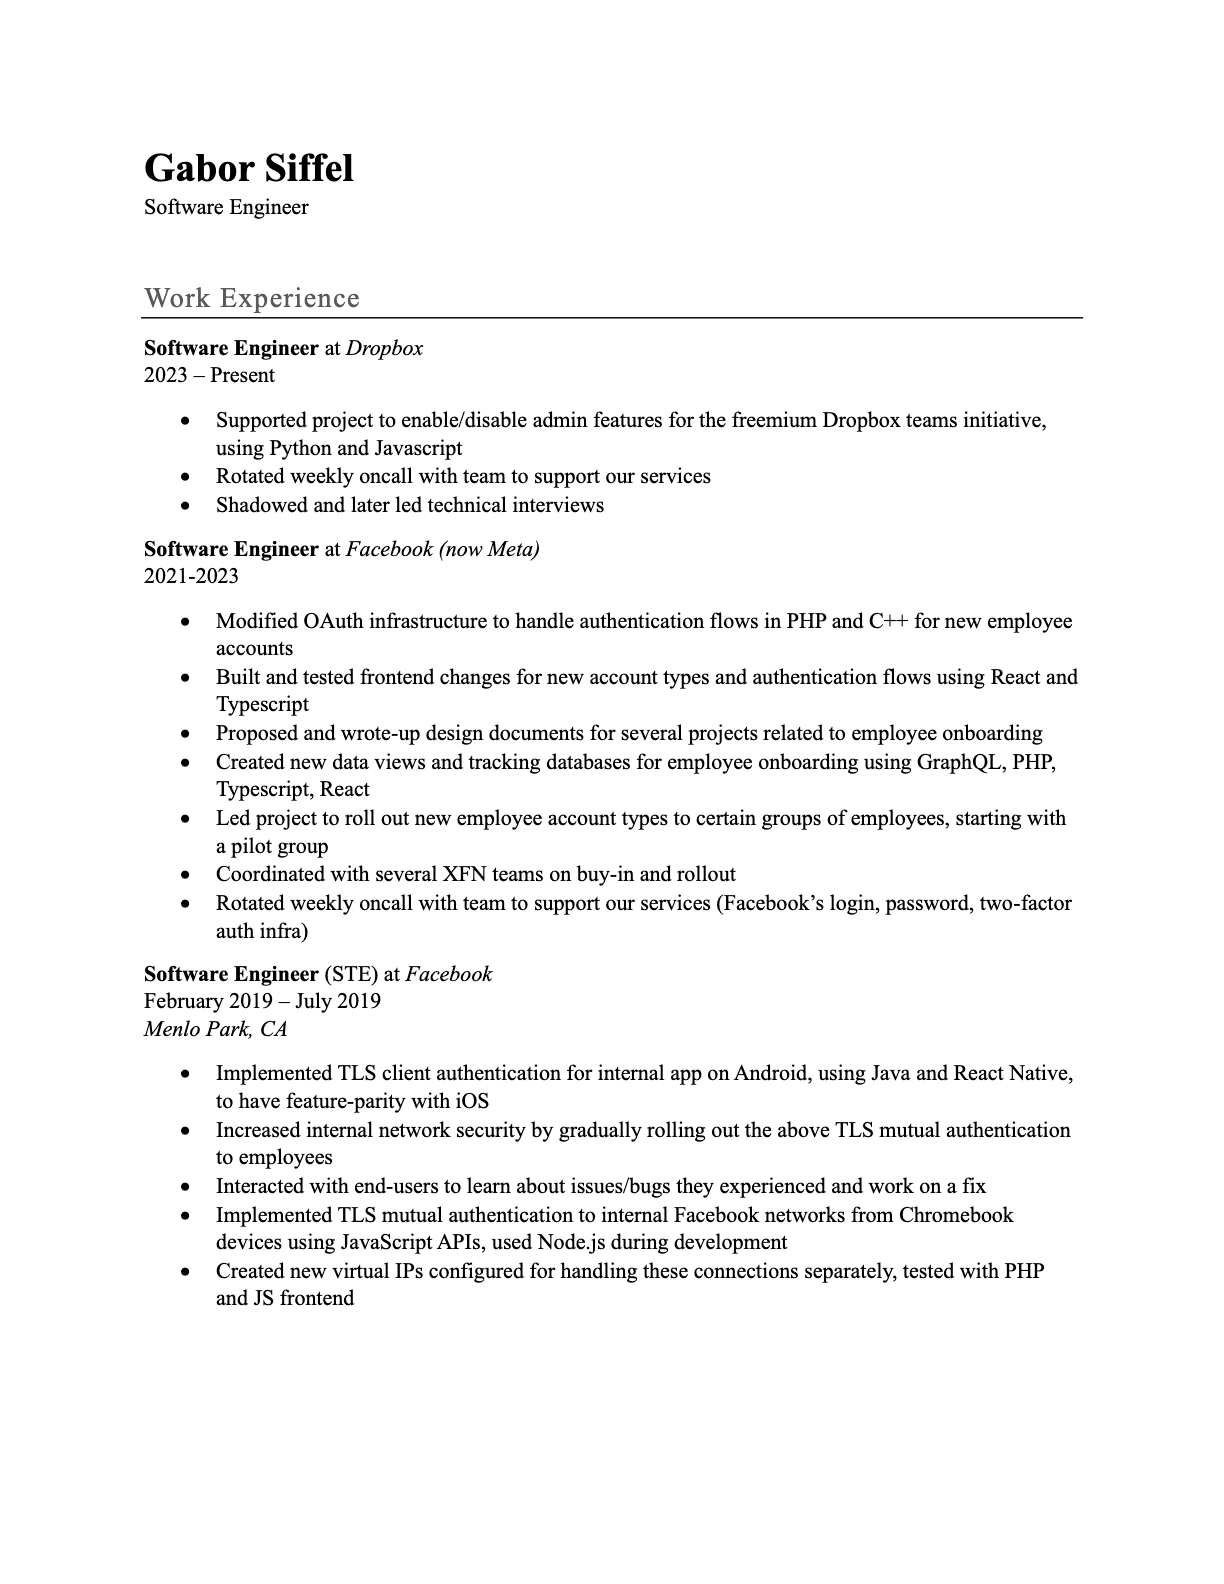 Gabor Siffel
Software Engineer
Work Experience
Software Engineer at Dropbox
2023 – Present
• Supported project to enable/disable admin features for the freemium Dropbox teams initiative,
using Python and Javascript
• Rotated weekly oncall with team to support our services
• Shadowed and later led technical interviews
Software Engineer at Facebook (now Meta)
2021-2023
• Modified OAuth infrastructure to handle authentication flows in PHP and C++ for new employee
accounts
• Built and tested frontend changes for new account types and authentication flows using React and
Typescript
• Proposed and wrote-up design documents for several projects related to employee onboarding
• Created new data views and tracking databases for employee onboarding using GraphQL, PHP,
Typescript, React
• Led project to roll out new employee account types to certain groups of employees, starting with
a pilot group
• Coordinated with several XFN teams on buy-in and rollout
• Rotated weekly oncall with team to support our services (Facebook’s login, password, two-factor
auth infra)
Software Engineer (STE) at Facebook
February 2019 – July 2019
Menlo Park, CA
• Implemented TLS client authentication for internal app on Android, using Java and React Native,
to have feature-parity with iOS
• Increased internal network security by gradually rolling out the above TLS mutual authentication
to employees
• Interacted with end-users to learn about issues/bugs they experienced and work on a fix
• Implemented TLS mutual authentication to internal Facebook networks from Chromebook
devices using JavaScript APIs, used Node.js during development
• Created new virtual IPs configured for handling these connections separately, tested with PHP
and JS frontend